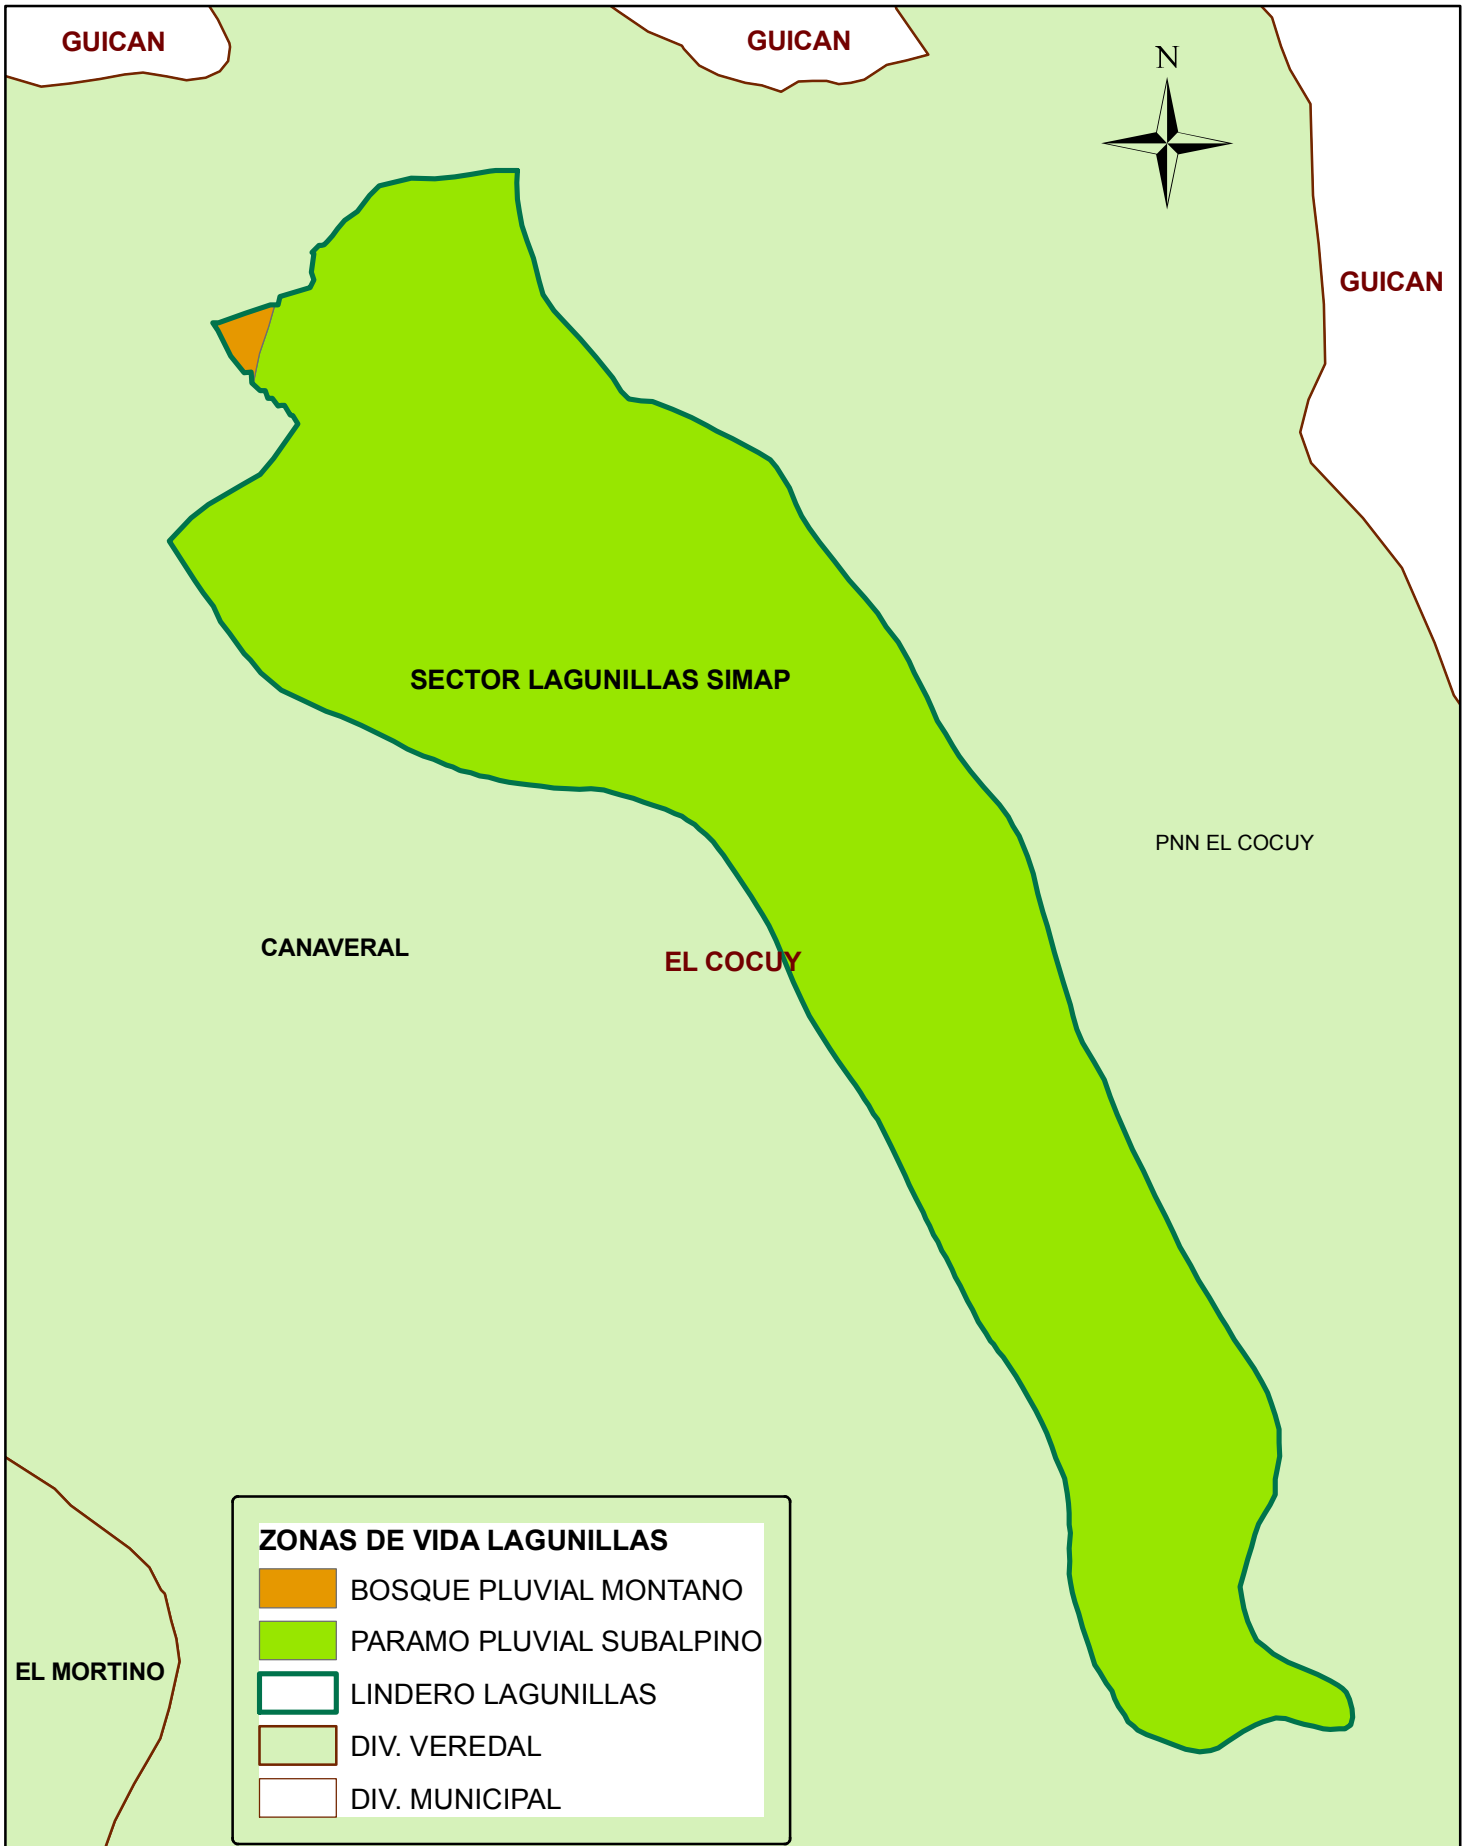 GUICAN
GUICAN
N
GUICAN
SECTOR LAGUNILLAS SIMAP
PNN EL COCUY
CANAVERAL
EL COCUY
ZONAS DE VIDA LAGUNILLAS
BOSQUE PLUVIAL MONTANO
PARAMO PLUVIAL SUBALPINO
LINDERO LAGUNILLAS
DIV. VEREDAL
DIV. MUNICIPAL
EL MORTINO